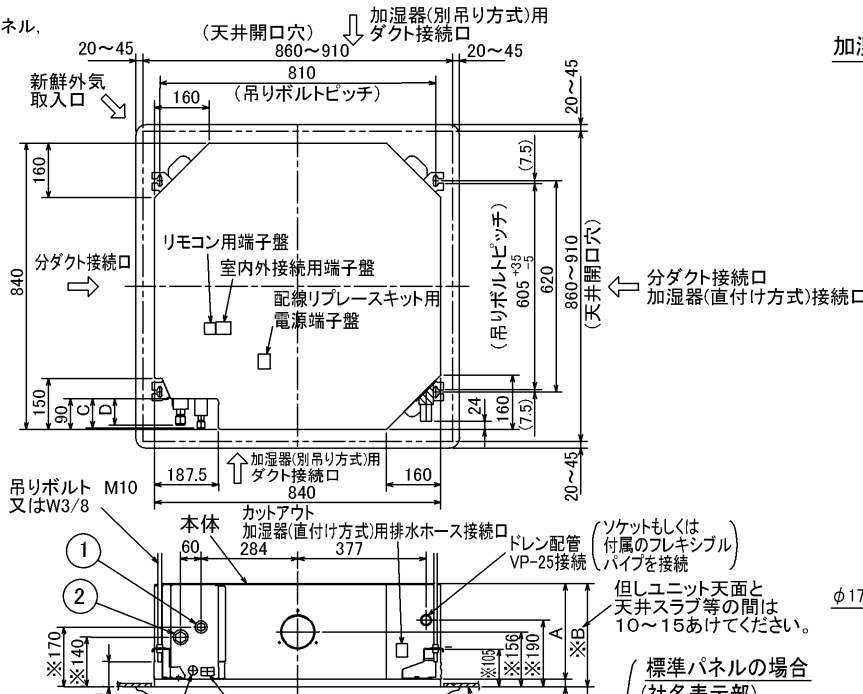 ネル,
(天井開口穴)
加湿器(別吊り方式)用
ダクト接続口
20～45
860～910
20～45
810
(吊りボルトピッチ)
新鮮外気
取入口
160
加湿
20～45
160
(7.5)
リモコン用端子盤
室内外接続用端子盤
配線リプレースキット用
電源端子盤
分ダクト接続口
840
(吊りボルトピッチ)
605 +35 -5
620
860～910
(天井開口穴)
分ダクト接続口
加湿器(直付け方式)接続口
150
90
C
D
24
160
(7.5)
20～45
187.5
加湿器(別吊り方式)用
ダクト接続口
160
840
吊りボルト M10
又はW3/8
カットアウト
加湿器(直付け方式)用排水ホース接続口
本体
60
284
377
ドレン配管
VP-25接続
(ソケットもしくは
付属のフレキシブル
パイプを接続)
1
2
但しユニット天面と
天井スラブ等の間は
10～15あけてください。
φ17
※170
※140
※105
※156
※190
A
※B
標準パネルの場合
(社名表示部)